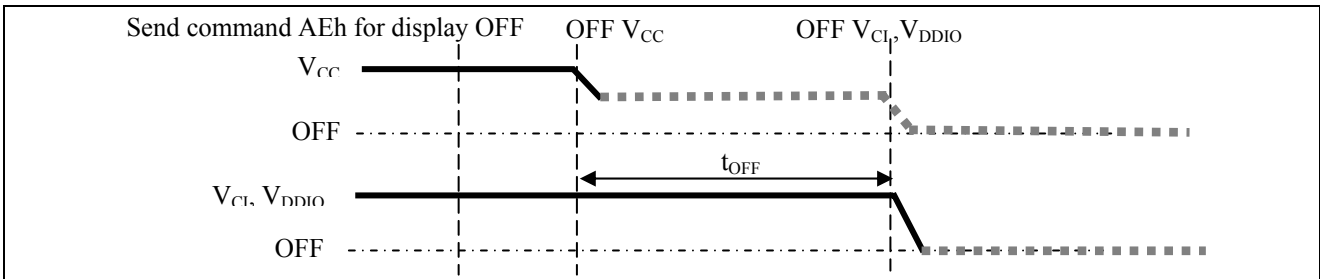 Send command AEh for display OFF OFF V_CC OFF V_CI ,V_DDIO
V_CC
OFF
t_OFF
V_CI, V_DDIO
OFF